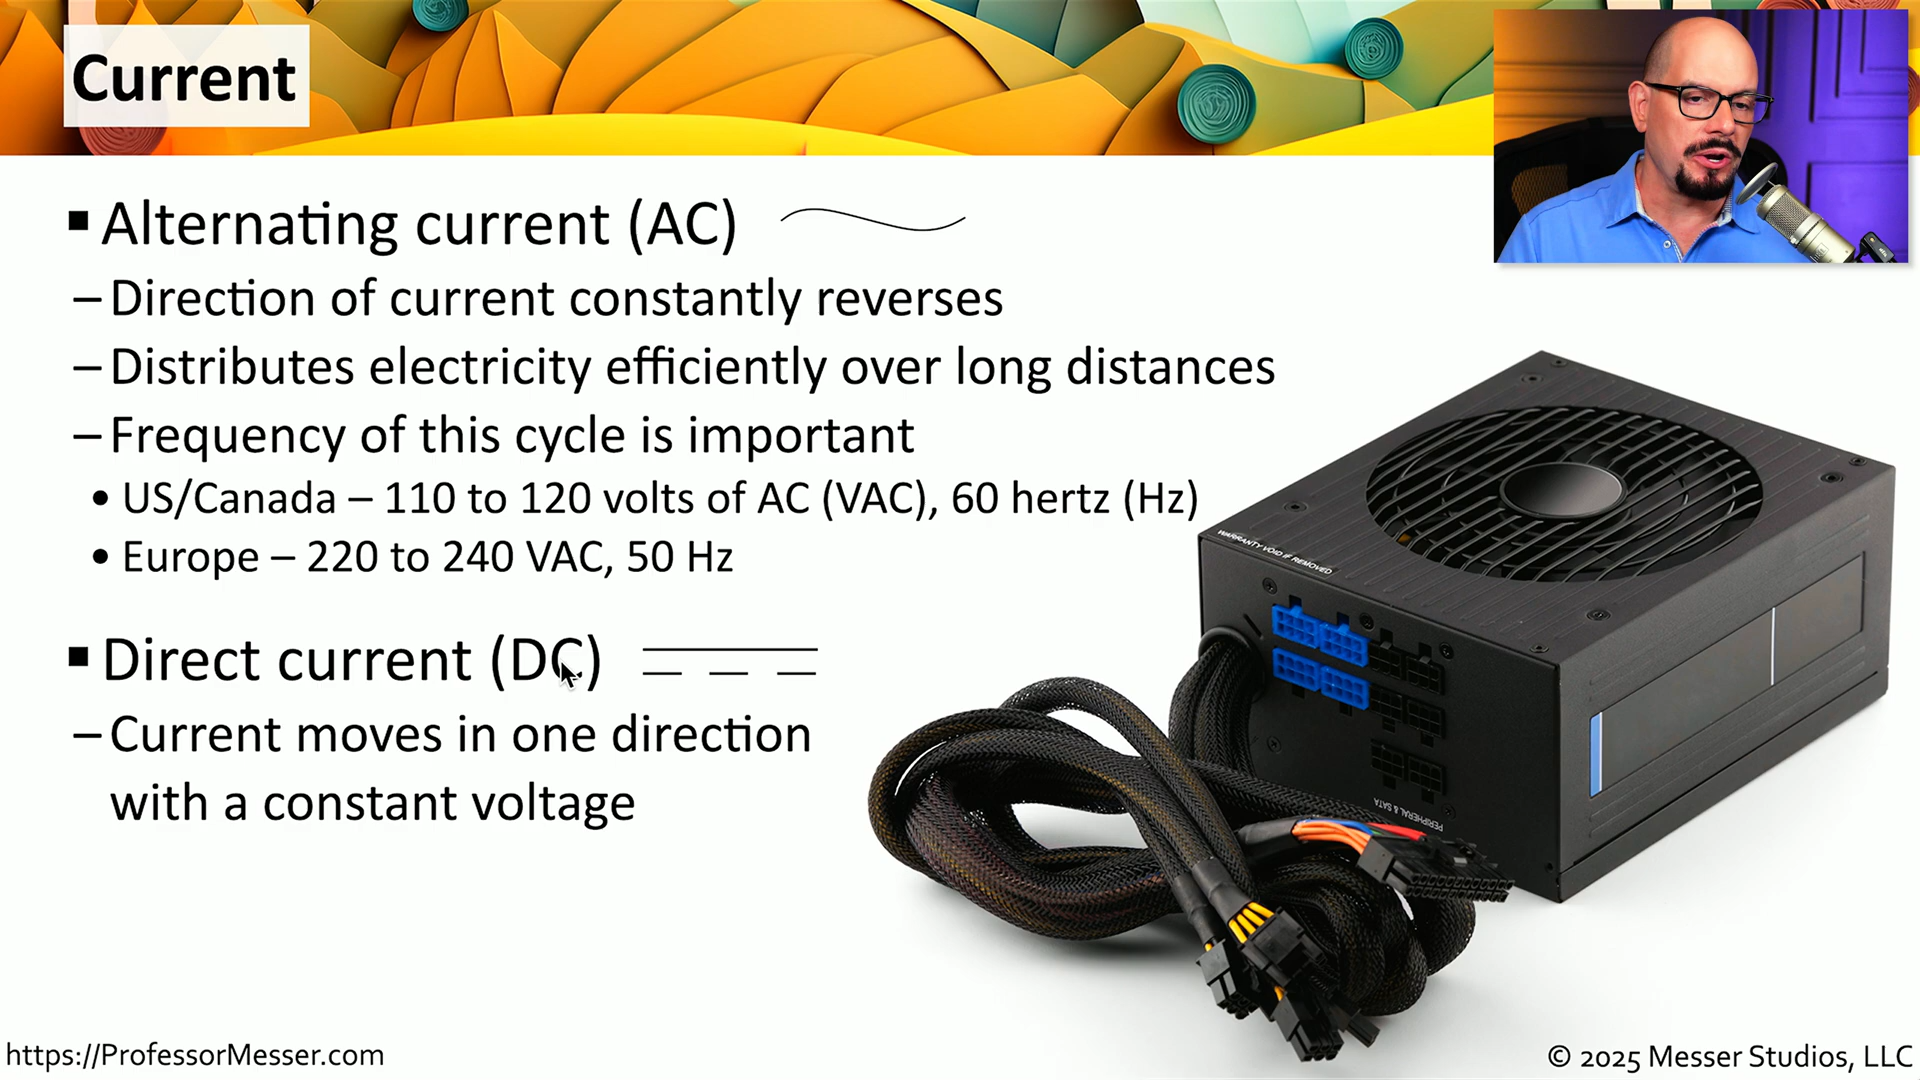 Current
▪ Alternating current (AC)
– Direction of current constantly reverses
– Distributes electricity efficiently over long distances
– Frequency of this cycle is important
• US/Canada – 110 to 120 volts of AC (VAC), 60 hertz (Hz)
• Europe – 220 to 240 VAC, 50 Hz
▪ Direct current (DC)
– Current moves in one direction
with a constant voltage
WARRANTY VOID IF REMOVED
PERIPHERAL & SATA
https://ProfessorMesser.com
© 2025 Messer Studios, LLC